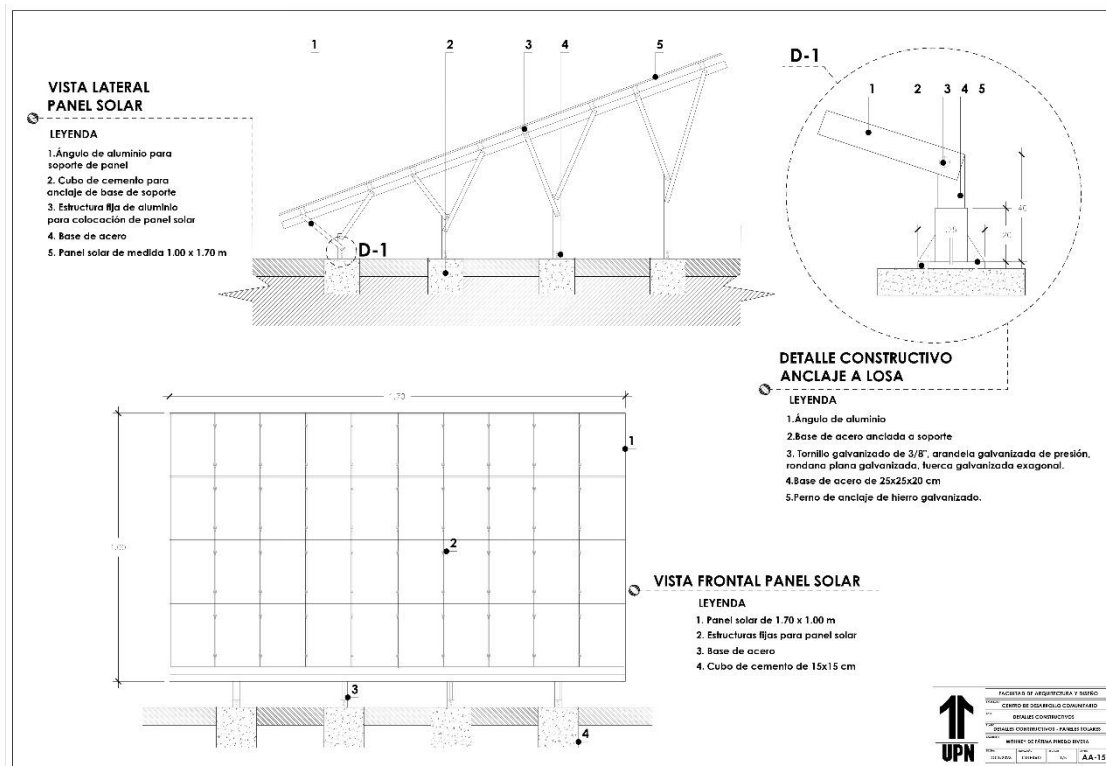 1 2 3 4 5
VISTA LATERAL
PANEL SOLAR
LEYENDA
1.Ángulo de aluminio para
soporte de panel
2. Cubo de cemento para
anclaje de base de soporte
3. Estructura fija de aluminio
para colocación de panel solar
4. Base de acero
5. Panel solar de medida 1.00 x 1.70 m
D-1
D-1
1 2 3 4 5
.25
.20
.40
DETALLE CONSTRUCTIVO
ANCLAJE A LOSA
LEYENDA
1.Ángulo de aluminio
2.Base de acero anclada a soporte
3. Tornillo galvanizado de 3/8", arandela galvanizada de presión,
rondana plana galvanizada, tuerca galvanizada exagonal.
4.Base de acero de 25x25x20 cm
5.Perno de anclaje de hierro galvanizado.
1.70
1.00
1
2
3
4
VISTA FRONTAL PANEL SOLAR
LEYENDA
1. Panel solar de 1.70 x 1.00 m
2. Estructuras fijas para panel solar
3. Base de acero
4. Cubo de cemento de 15x15 cm
UPN
FACULTAD DE ARQUITECTURA Y DISEÑO
CENTRO DE DESARROLLO COMUNITARIO
DETALLES CONSTRUCTIVOS
DETALLES CONSTRUCTIVOS - PANELES SOLARES
AA-15